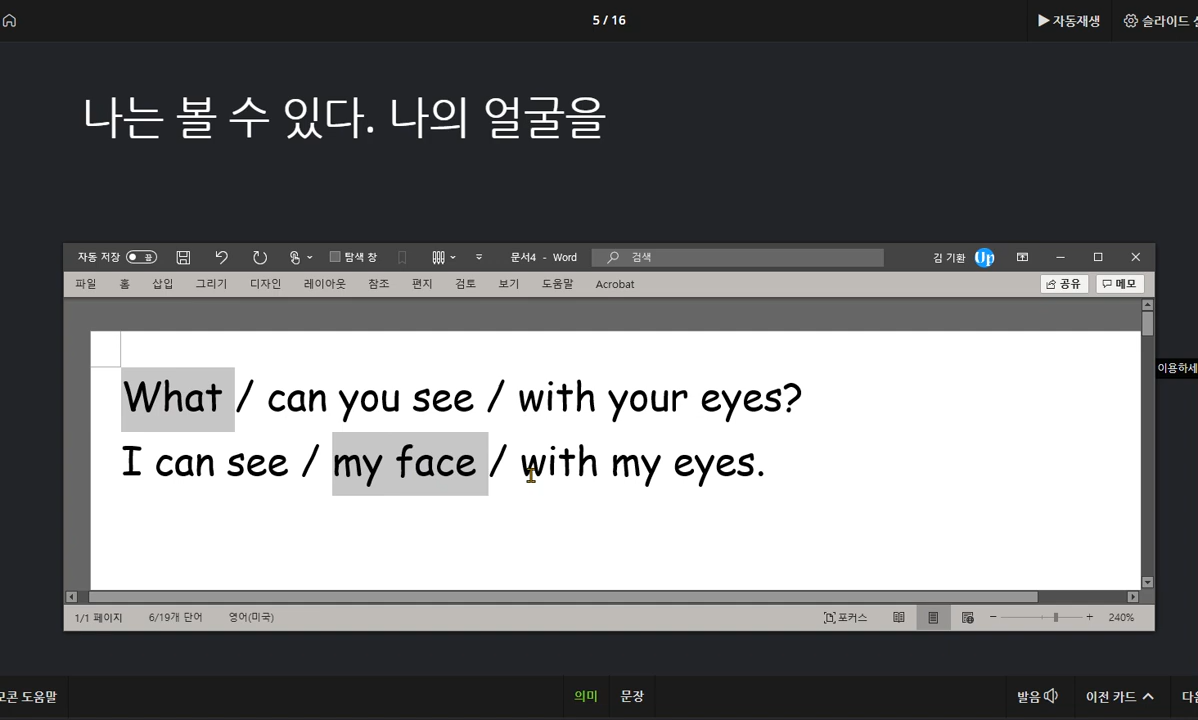 5 / 16
▶자동재생
슬라이드
나는 볼 수 있다. 나의 얼굴을
자동 저장 끔
탐색 창
문서4 - Word
검색
김 기환
Up
파일 홈 삽입 그리기 디자인 레이아웃 참조 편지 검토 보기 도움말 Acrobat
공유 메모
이용하세
What / can you see / with your eyes?
I can see / my face / with my eyes.
1/1 페이지 6/19개 단어 영어(미국)
포커스
240%
도움말
의미 문장
발음
이전 카드